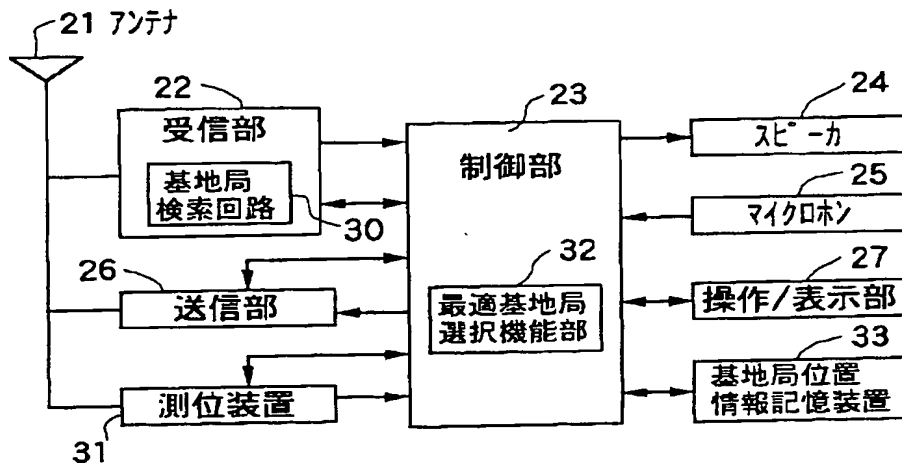 21 アンテナ
22
受信部
基地局
検索回路
30
23
制御部
24
スピーカ
25
マイクロホン
26
送信部
32
最適基地局
選択機能部
27
操作/表示部
33
基地局位置
情報記憶装置
測位装置
31